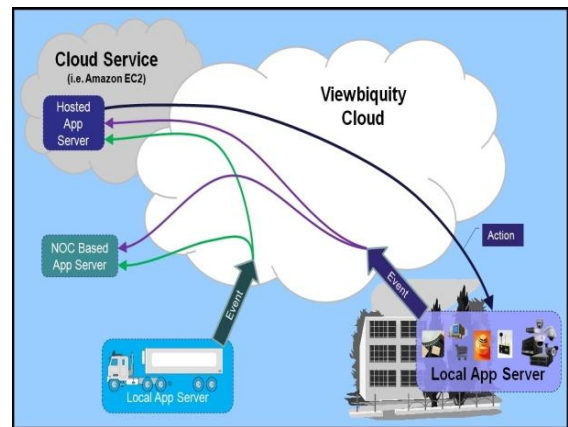 Cloud Service
(i.e. Amazon EC2)
Hosted
App
Server
Viewbiquity
Cloud
NOC Based
App Server
Action
Event
Event
Local App Server
Local App Server